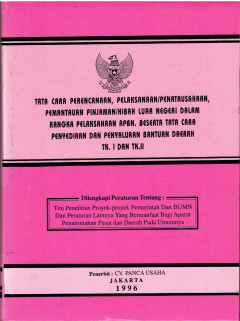 TATA CARA PERENCANAAN, PELAKSANAAN/PENATAUSAHAAN,
PEMANTAUAN PINJAMAN/HIBAH LUAR NEGERI DALAM
RANGKA PELAKSANAAN APBN. BESERTA TATA CARA
PENYEDIAAN DAN PENYALURAN BANTUAN DAERAH
TK. I DAN TK.II
Dilengkapi Peraturan Tentang :
Tim Penelitian Proyek-proyek Pemerintah Dan BUMN
Dan Peraturan Lainnya Yang Bermanfaat Bagi Aparat
Pemerintahan Pusat dan Daerah Pada Umumnya
Penerbit : CV. PANCA USAHA
JAKARTA
1996